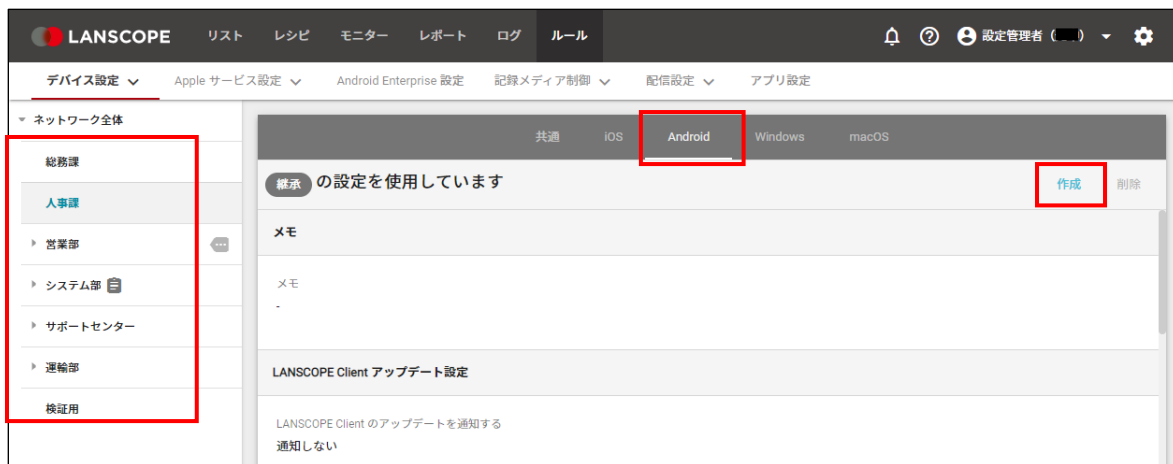 LANSCOPE リスト レシピ モニター レポート ログ ルール 設定管理者 ( )
デバイス設定 Apple サービス設定 Android Enterprise 設定 記録メディア制御 配信設定 アプリ設定
ネットワーク全体
総務課
人事課
営業部
システム部
サポートセンター
運輸部
検証用
共通 iOS Android Windows macOS
継承 の設定を使用しています 作成 削除
メモ
メモ
-
LANSCOPE Client アップデート設定
LANSCOPE Client のアップデートを通知する
通知しない